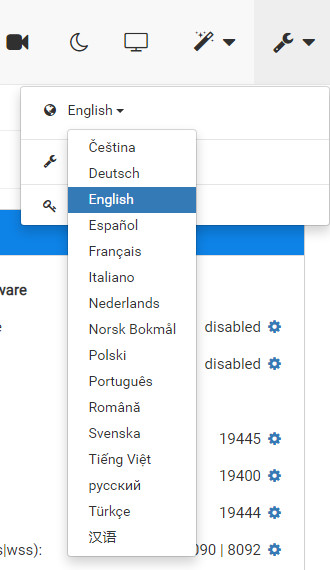 English
Čeština
Deutsch
English
Español
Français
Italiano
Nederlands
Norsk Bokmål
Polski
Português
Română
Svenska
Tiếng Việt
русский
Türkçe
汉语
ware
e
disabled
disabled
19445
19400
19444
s|wss):
090 | 8092